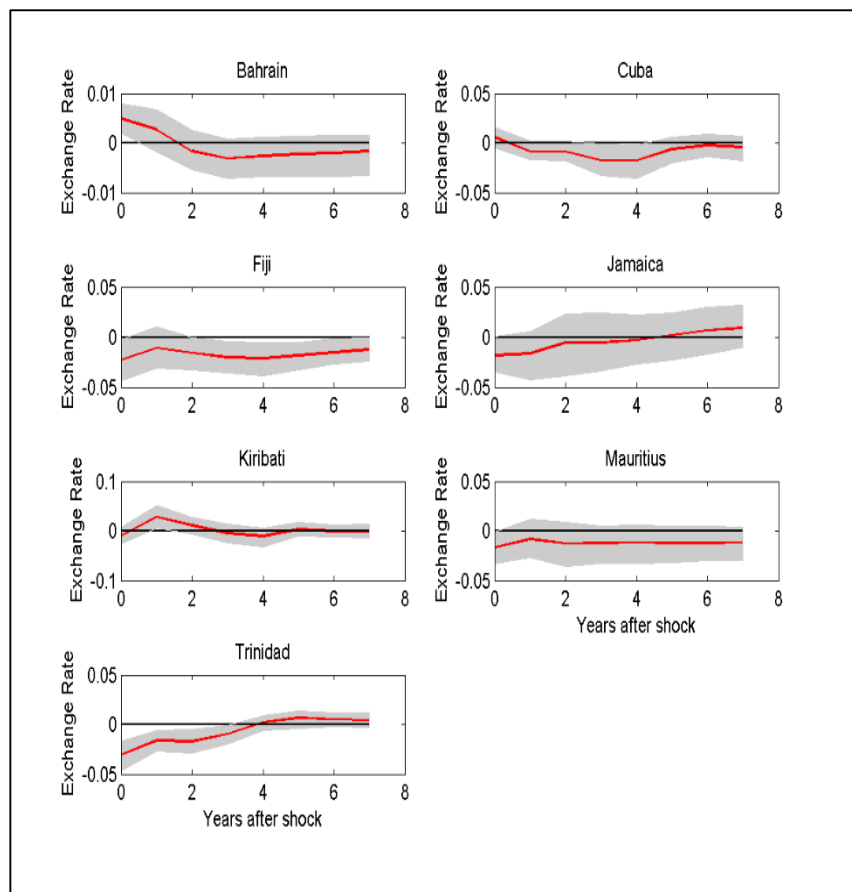 Bahrain
0.01
0
-0.01
Exchange Rate
0 2 4 6 8
Cuba
0.05
0
-0.05
Exchange Rate
0 2 4 6 8
Fiji
0.05
0
-0.05
Exchange Rate
0 2 4 6 8
Jamaica
0.05
0
-0.05
Exchange Rate
0 2 4 6 8
Kiribati
0.1
0
-0.1
Exchange Rate
0 2 4 6 8
Mauritius
0.05
0
-0.05
Exchange Rate
0 2 4 6 8
Years after shock
Trinidad
0.05
0
-0.05
Exchange Rate
0 2 4 6 8
Years after shock